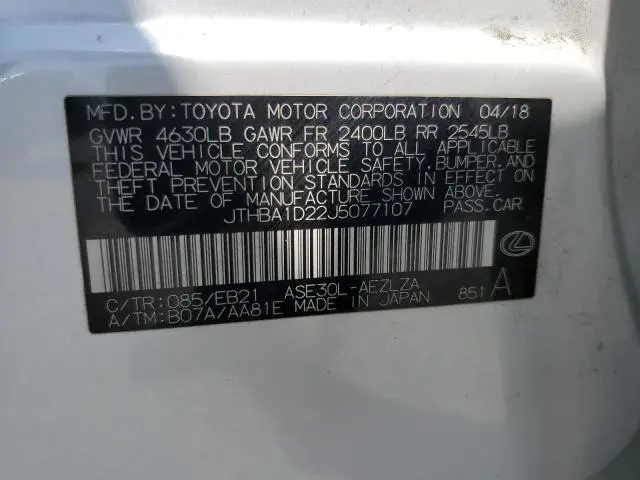 MFD.BY:TOYOTA MOTOR CORPORATION 04/18
GVWR 4630LB GAWR FR 2400LB RR 2545LB
THIS VEHICLE CONFORMS TO ALL APPLICABLE
FEDERAL MOTOR VEHICLE SAFETY,BUMPER,AND
THEFT PREVENTION STANDARDS IN EFFECT ON
THE DATE OF MANUFACTURE SHOWN ABOVE.
JTHBA1D22J5077107 PASS.CAR
C/TR:085/EB21 ASE30L-AEZLZA
A/TM:B07A/AA81E MADE IN JAPAN 851 A